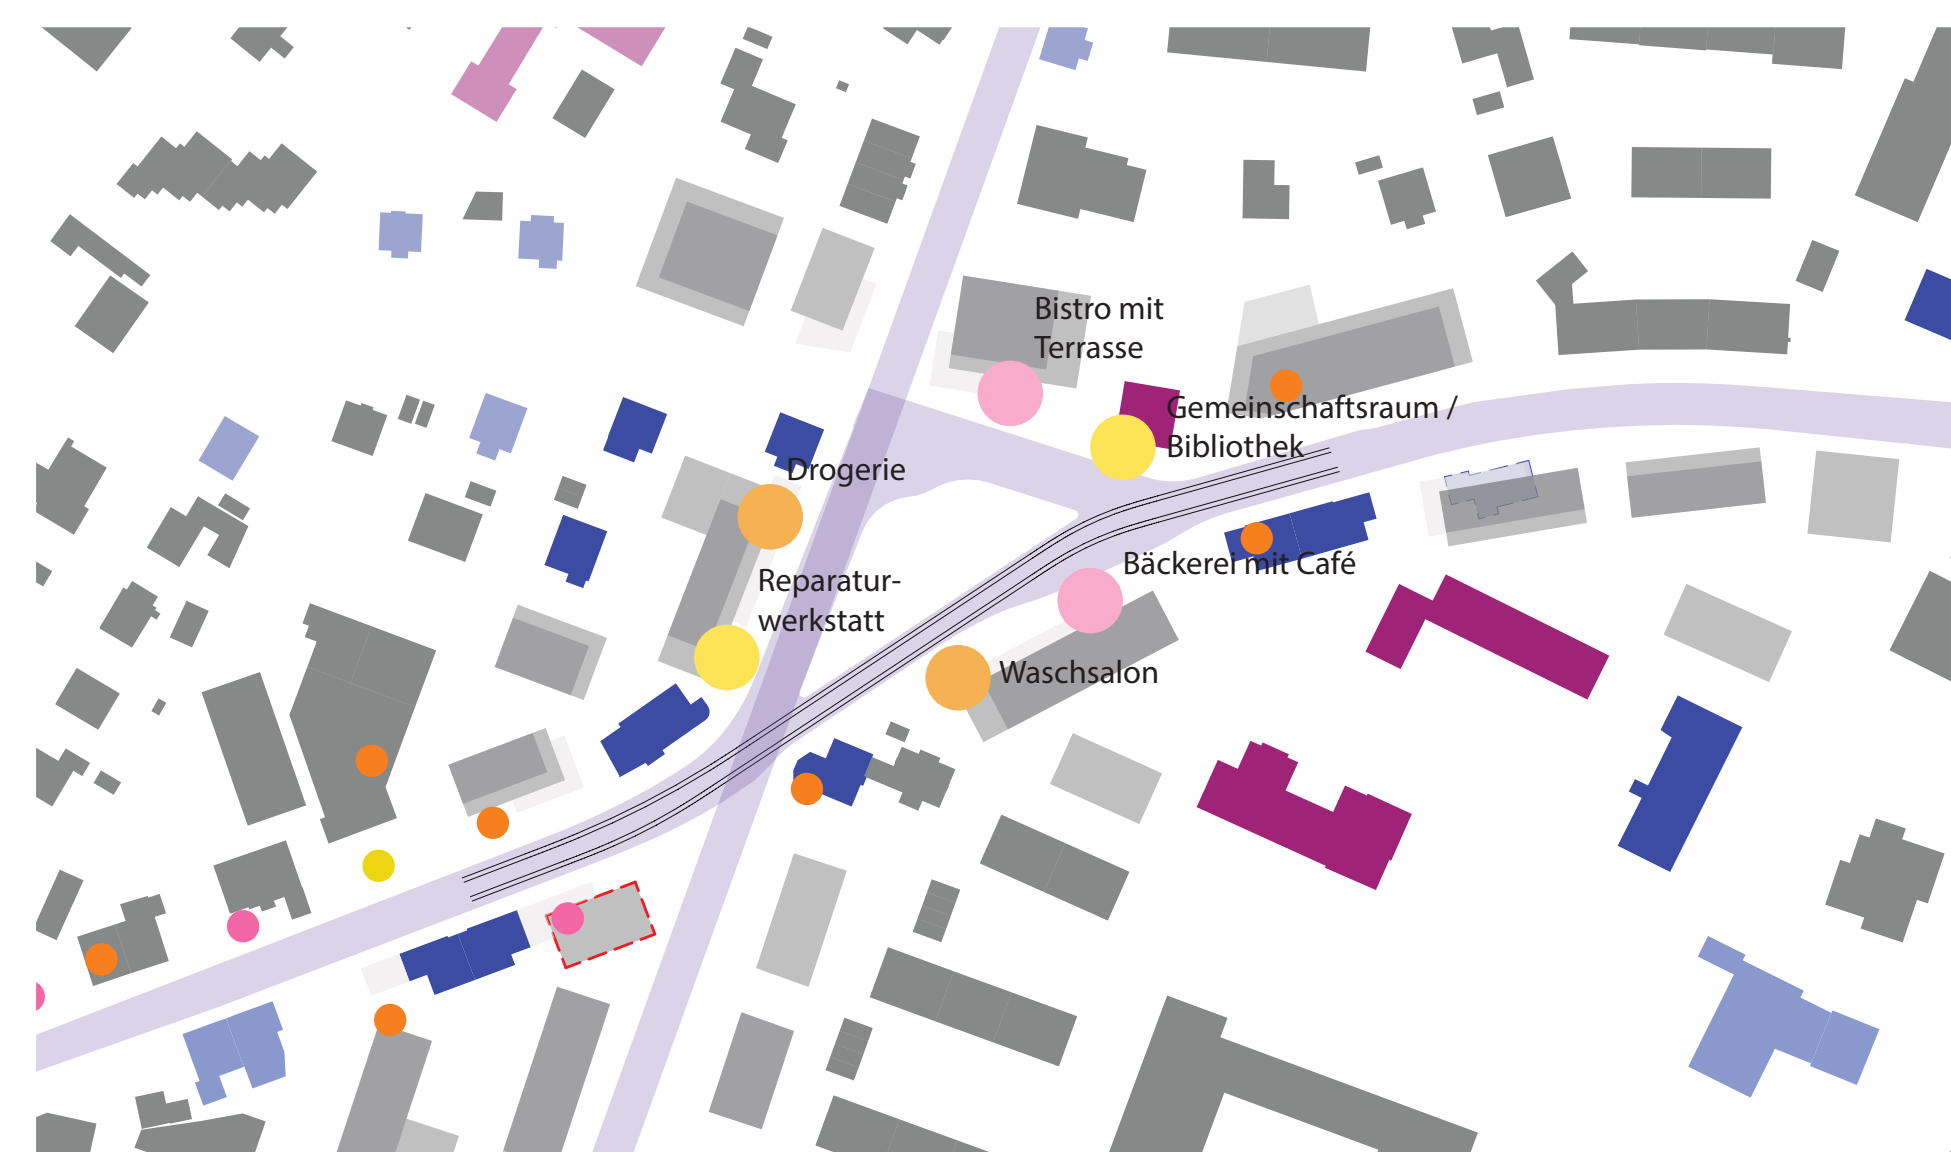 Bistro mit
Terrasse
Gemeinschaftsraum /
Bibliothek
Drogerie
Bäckerei mit Café
Reparatur-
werkstatt
Waschsalon